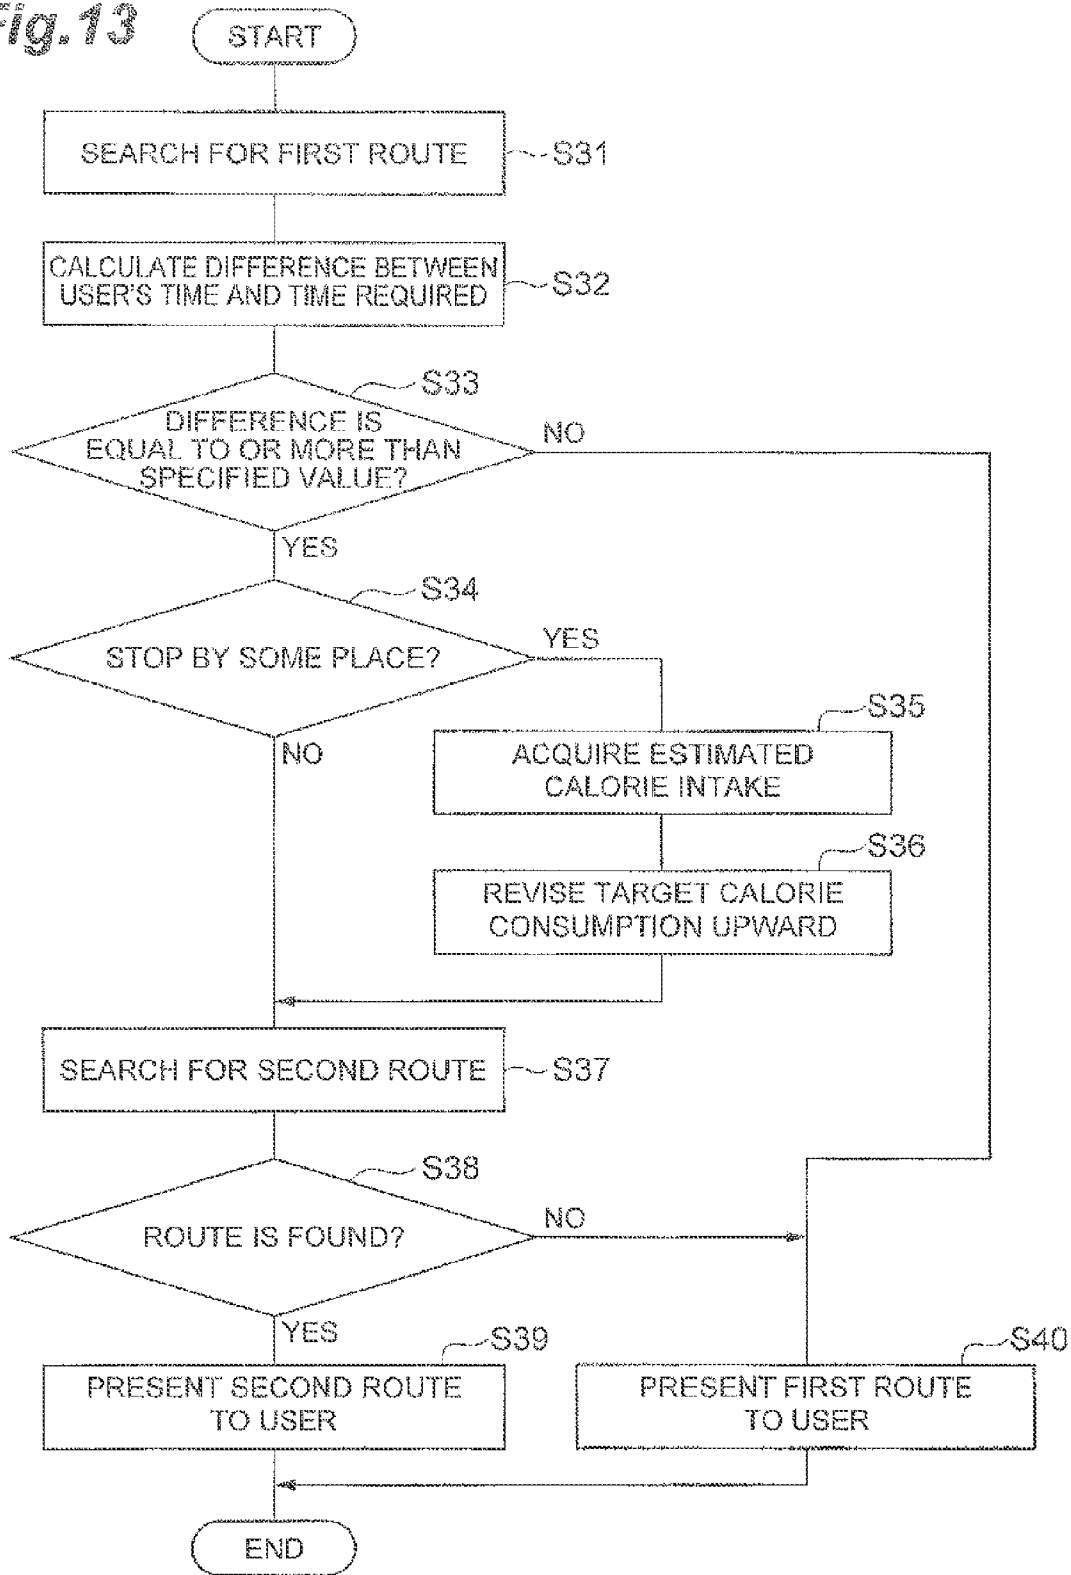 Fig.13
START
SEARCH FOR FIRST ROUTE
S31
CALCULATE DIFFERENCE BETWEEN
USER'S TIME AND TIME REQUIRED
S32
S33
DIFFERENCE IS
EQUAL TO OR MORE THAN
SPECIFIED VALUE?
NO
YES
S34
STOP BY SOME PLACE?
YES
NO
S35
ACQUIRE ESTIMATED
CALORIE INTAKE
S36
REVISE TARGET CALORIE
CONSUMPTION UPWARD
SEARCH FOR SECOND ROUTE
S37
S38
ROUTE IS FOUND?
NO
YES
S39
PRESENT SECOND ROUTE
TO USER
S40
PRESENT FIRST ROUTE
TO USER
END